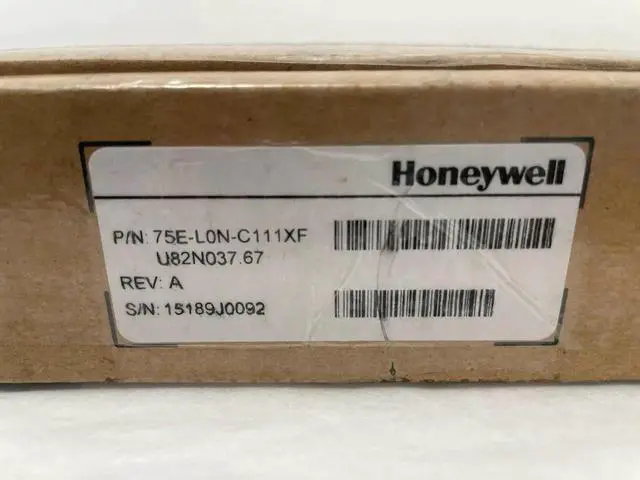 Honeywell
P/N: 75E-L0N-C111XF
U82N037.67
REV: A
S/N: 15189J0092